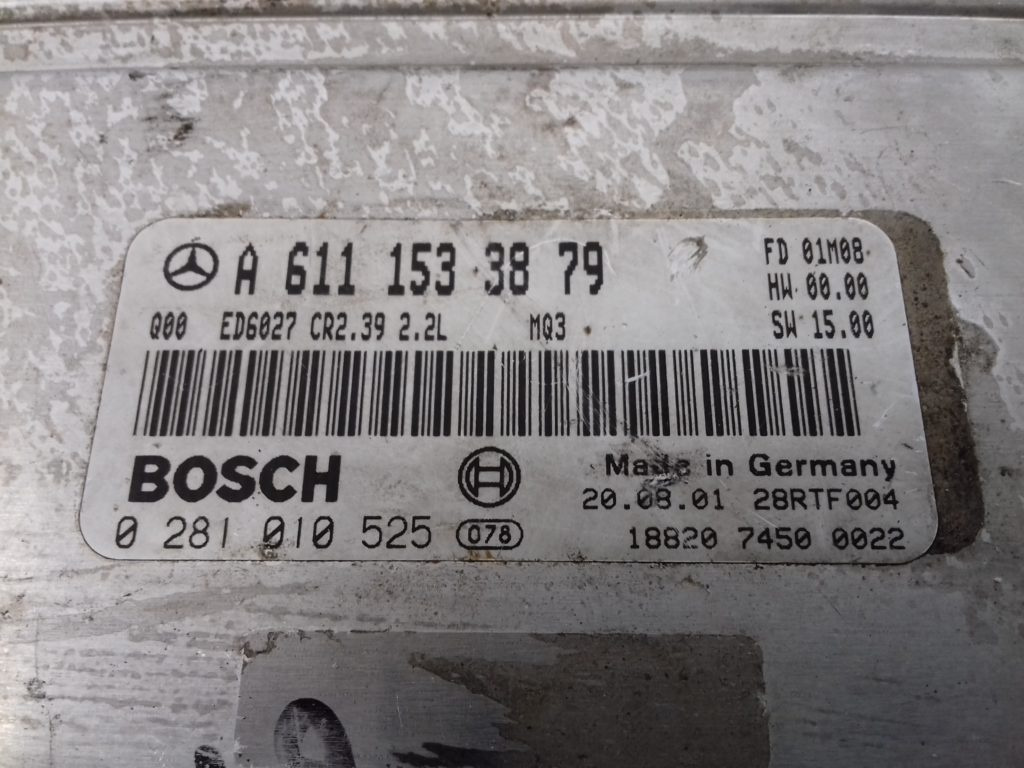 A 611 153 38 79
FD 01M08
HW 00.00
Q00 ED6027 CR2.39 2.2L MQ3
SW 15.00
BOSCH
Made in Germany
20.08.01 28RTF004
0 281 010 525 078
18820 7450 0022